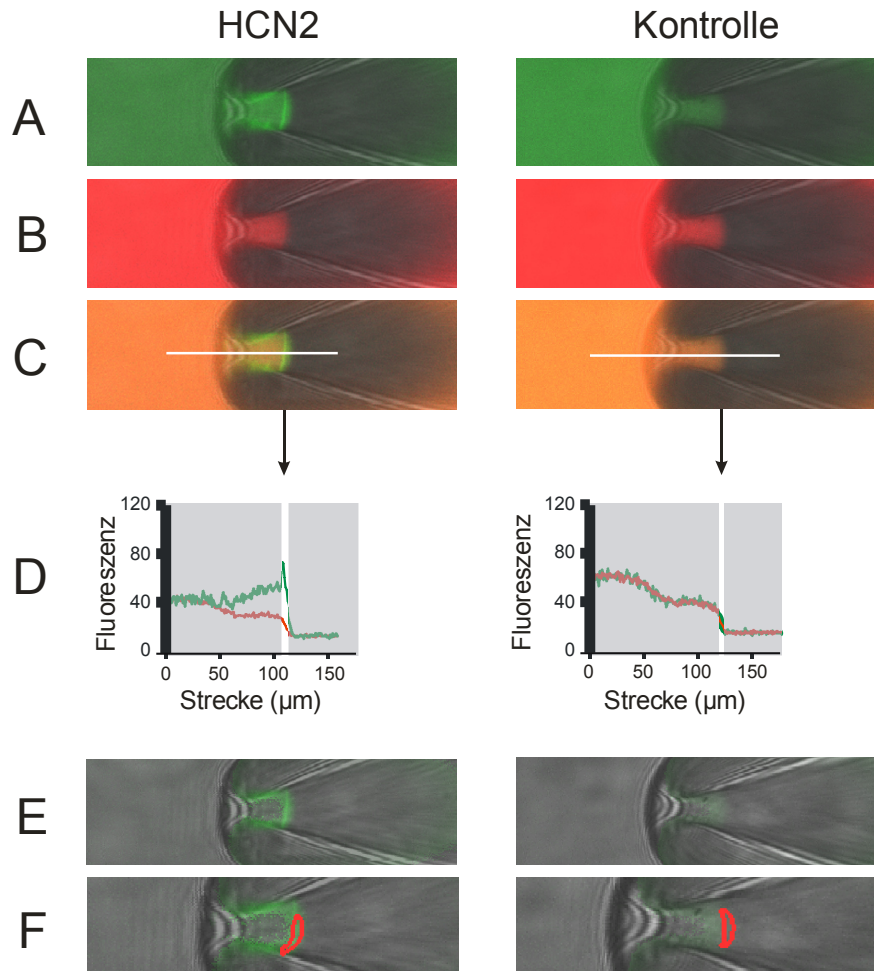 HCN2 Kontrolle
A
B
C
D
Fluoreszenz
120
80
40
0
0 50 100 150
Strecke (µm)
Fluoreszenz
120
80
40
0
0 50 100 150
Strecke (µm)
E
F